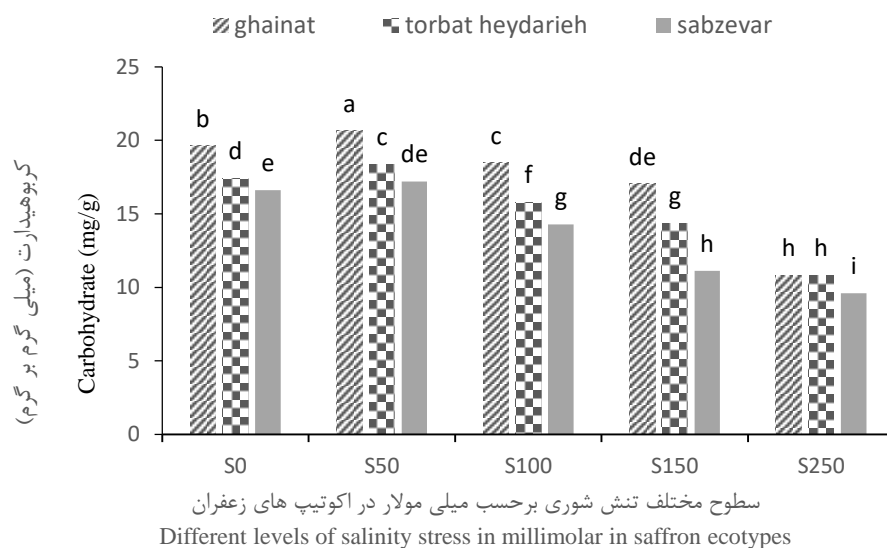 ghainat torbat heydarieh sabzevar
25
20
15
10
5
0
کربوهیدارت (میلی گرم بر گرم)
Carbohydrate (mg/g)
b d e
a c de
c f g
de g h
h h i
S0 S50 S100 S150 S250
سطوح مختلف تنش شوری برحسب میلی مولار در اکوتیپ های زعفران
Different levels of salinity stress in millimolar in saffron ecotypes